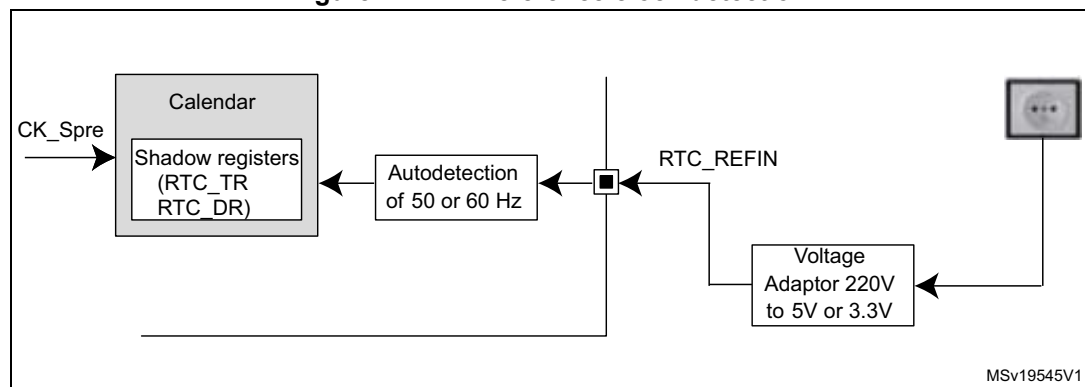 Calendar
CK_Spre
Shadow registers
(RTC_TR
RTC_DR)
Autodetection
of 50 or 60 Hz
RTC_REFIN
Voltage
Adaptor 220V
to 5V or 3.3V
MSv19545V1